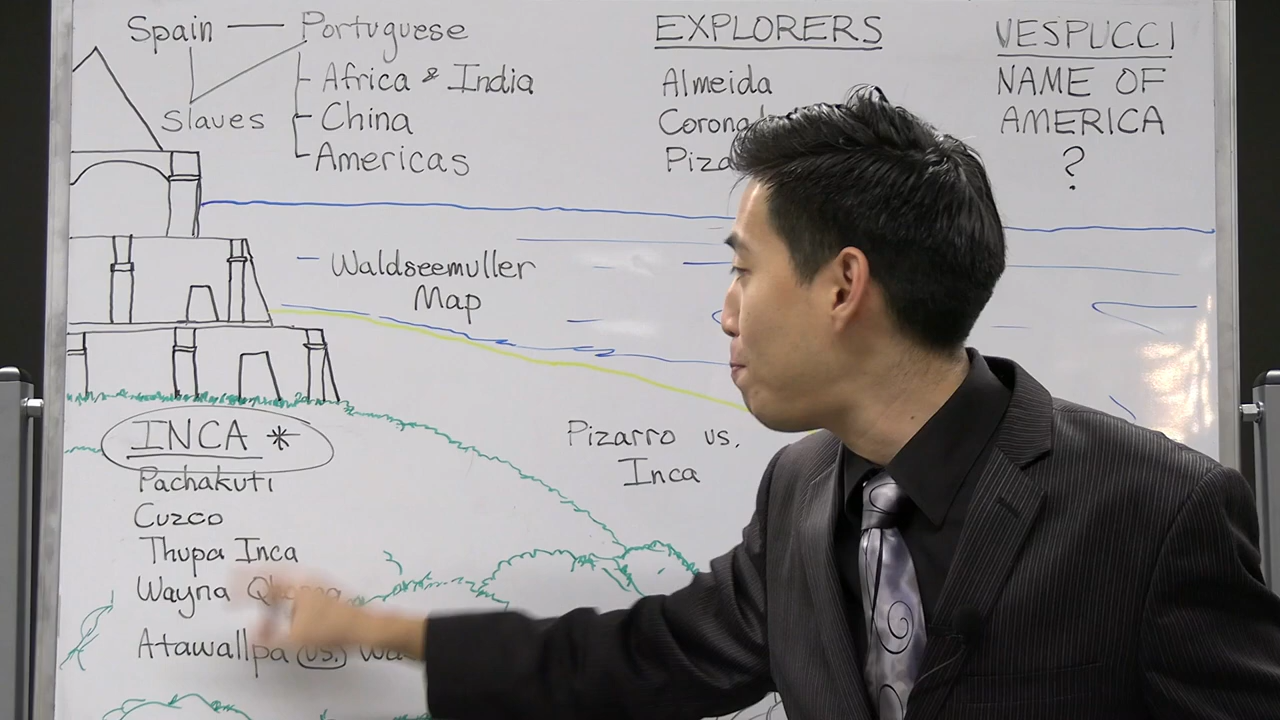 Spain — Portuguese
Slaves
Africa & India
China
Americas
EXPLORERS
Almeida
VESPUCCI
NAME OF
AMERICA
?
– Waldseemuller
Map
INCA *
Pachakuti
Cuzco
Thupa Inca
Wayna
Atawallpa vs.
Pizarro vs.
Inca